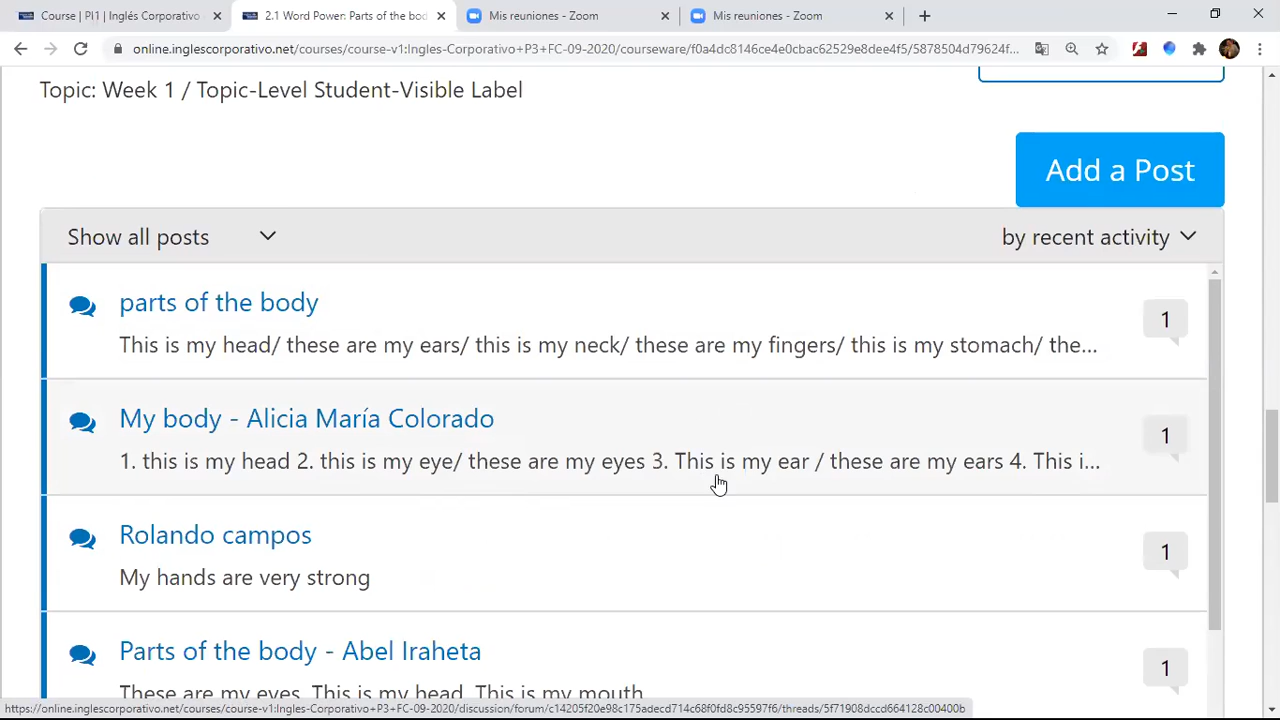 Course | PI1 | Inglés Corporativo
2.1 Word Power: Parts of the bod
Mis reuniones - Zoom
Mis reuniones - Zoom
online.inglescorporativo.net/courses/course-v1:Ingles-Corporativo+P3+FC-09-2020/courseware/f0a4dc8146ce4e0cbac62529e8dee4f5/5878504d79624f...
Topic: Week 1 / Topic-Level Student-Visible Label
Add a Post
Show all posts
by recent activity
parts of the body
This is my head/ these are my ears/ this is my neck/ these are my fingers/ this is my stomach/ the...
1
My body - Alicia María Colorado
1. this is my head 2. this is my eye/ these are my eyes 3. This is my ear / these are my ears 4. This i...
1
Rolando campos
My hands are very strong
1
Parts of the body - Abel Iraheta
These are my eyes. This is my head. This is my mouth
1
https://online.inglescorporativo.net/courses/course-v1:Ingles-Corporativo+P3+FC-09-2020/discussion/forum/c14205f20e98c175adecd714c68f0fd8c95597f6/threads/5f71908dccd664128c00400b